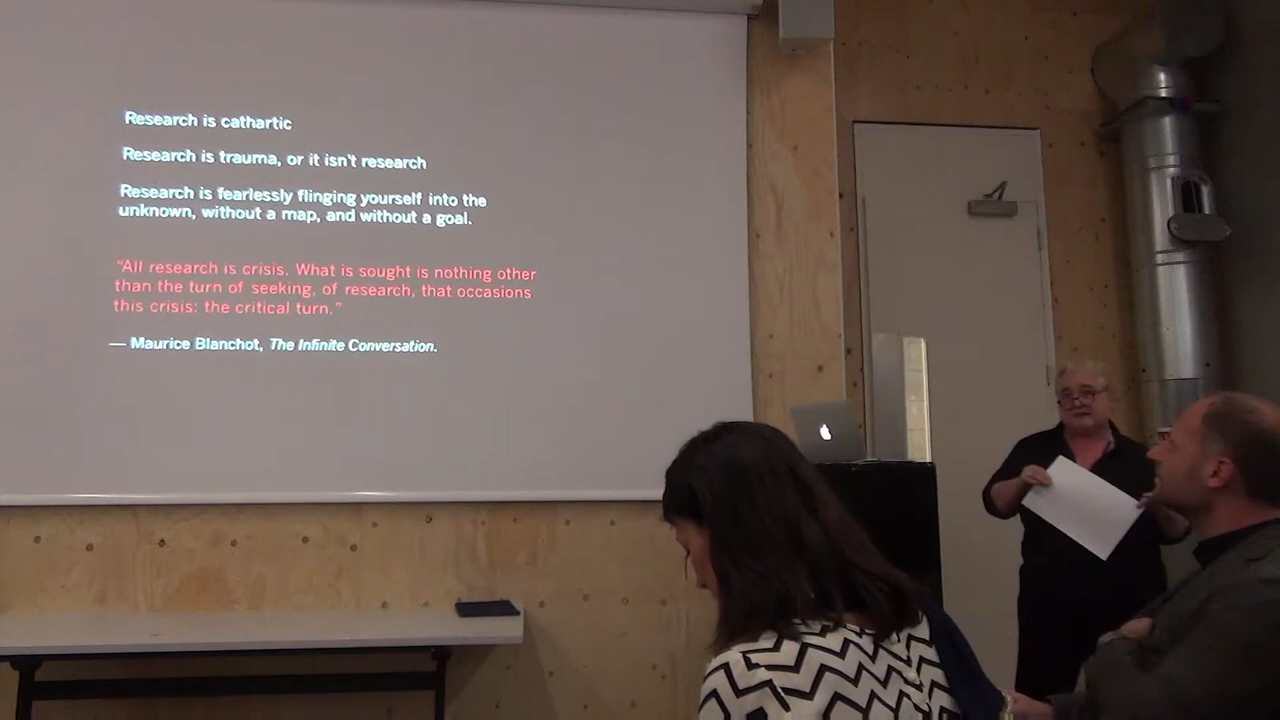 Research is cathartic
Research is trauma, or it isn't research
Research is fearlessly flinging yourself into the
unknown, without a map, and without a goal.
“All research is crisis. What is sought is nothing other
than the turn of seeking, of research, that occasions
this crisis: the critical turn.”
— Maurice Blanchot, The Infinite Conversation.